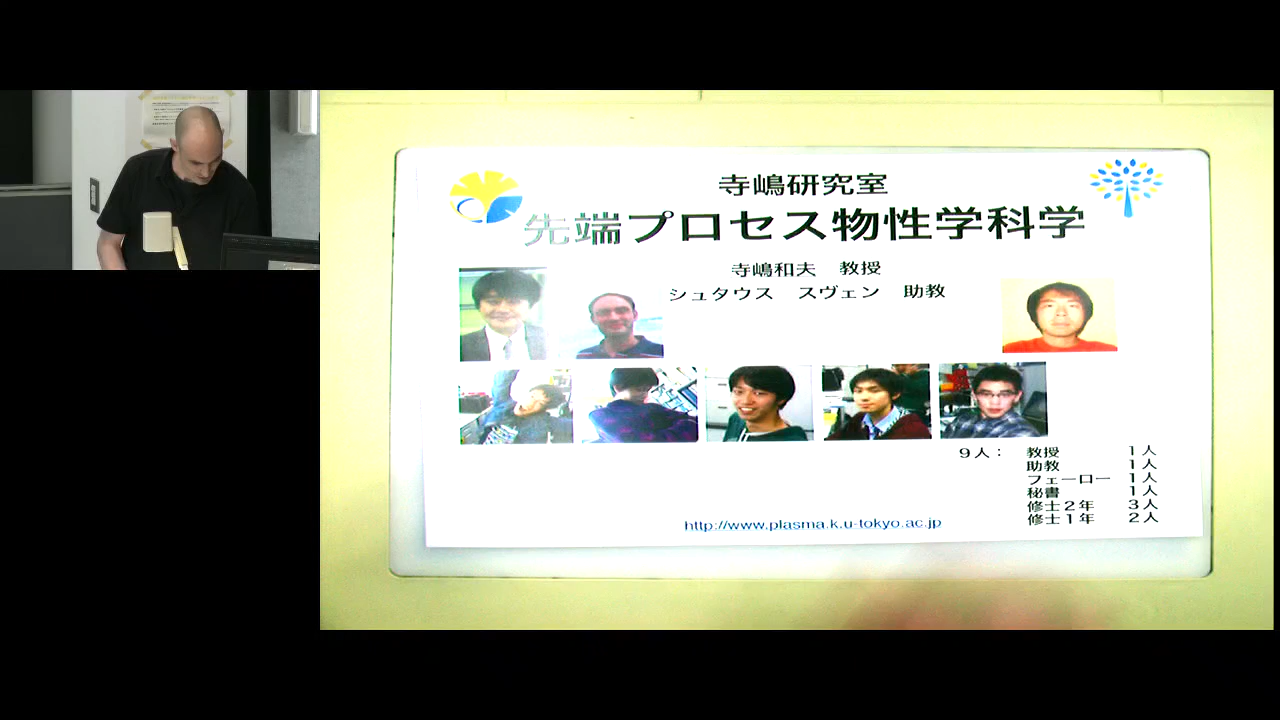 寺嶋研究室
先端プロセス物性学科学
寺嶋和夫 教授
シュタウス スヴェン 助教
9人: 教授 1人
助教 1人
フェーロー 1人
秘書 1人
修士2年 3人
修士1年 2人
http://www.plasma.k.u-tokyo.ac.jp